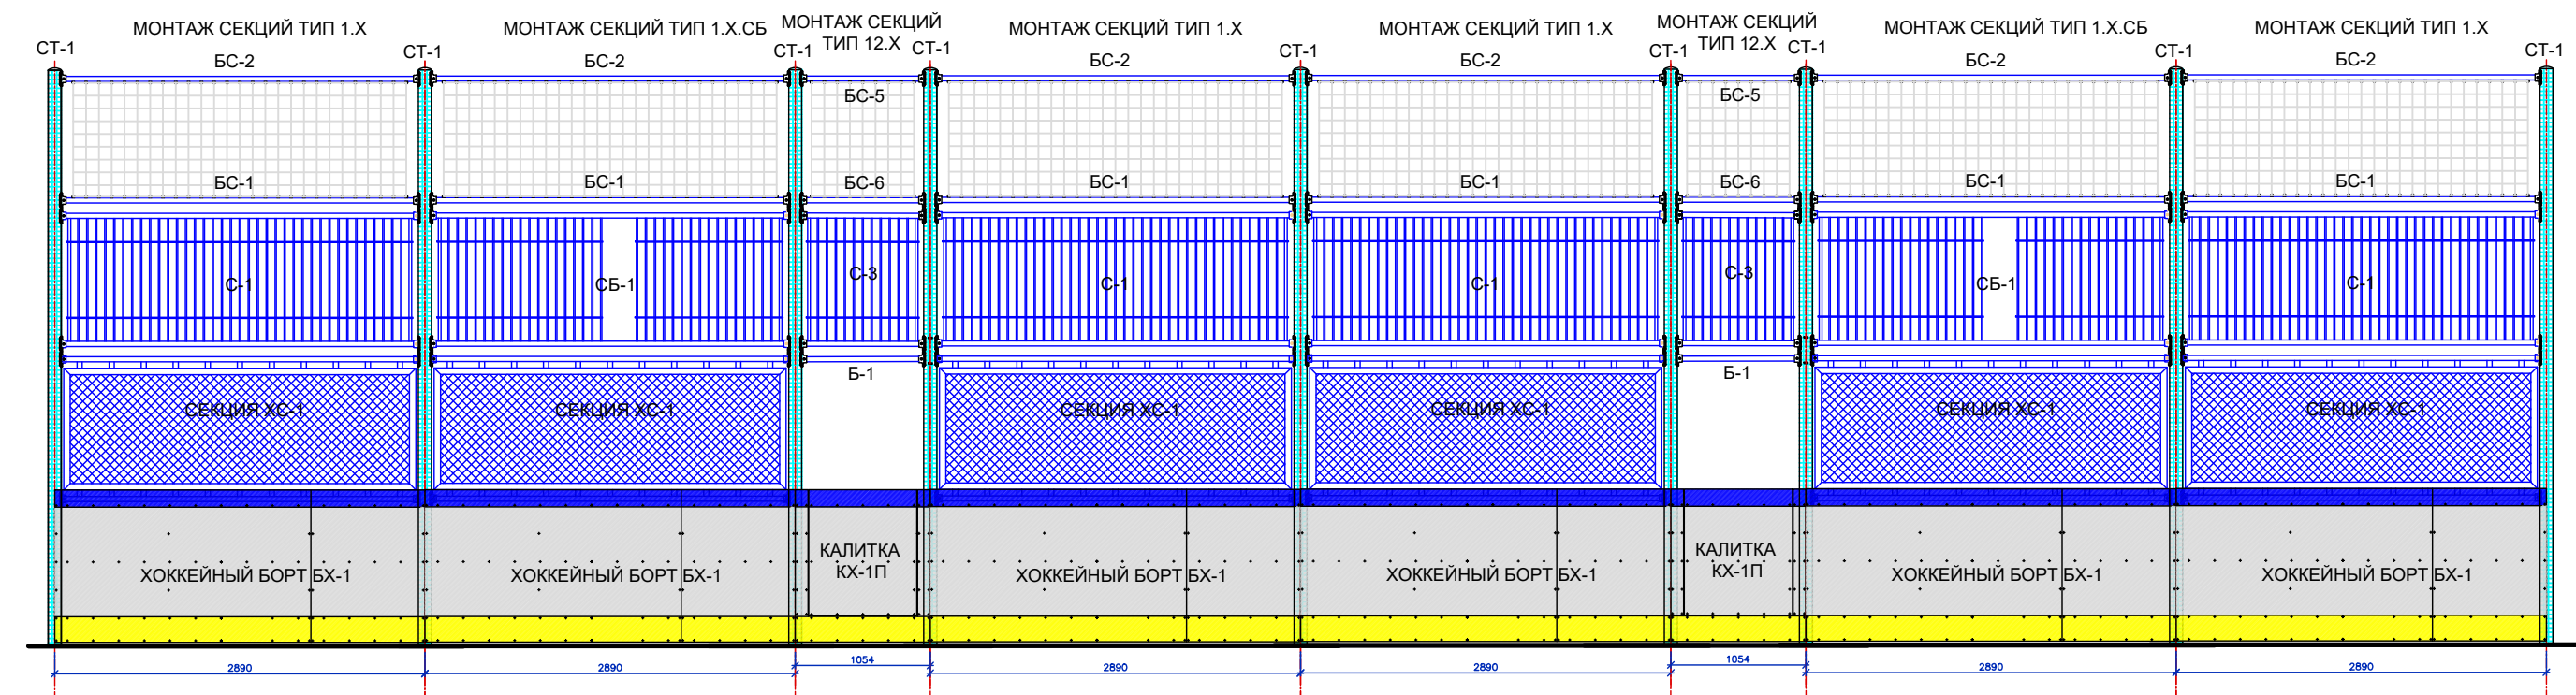 МОНТАЖ СЕКЦИЙ ТИП 1.Х
МОНТАЖ СЕКЦИЙ ТИП 1.Х.СБ
МОНТАЖ СЕКЦИЙ
ТИП 12.Х
МОНТАЖ СЕКЦИЙ ТИП 1.Х
МОНТАЖ СЕКЦИЙ ТИП 1.Х
МОНТАЖ СЕКЦИЙ
ТИП 12.Х
МОНТАЖ СЕКЦИЙ ТИП 1.Х.СБ
МОНТАЖ СЕКЦИЙ ТИП 1.Х
СТ-1 СТ-1 СТ-1 СТ-1 СТ-1 СТ-1 СТ-1 СТ-1 СТ-1
БС-2 БС-2 БС-2 БС-2 БС-2 БС-2
БС-5 БС-5
БС-1 БС-1 БС-6 БС-1 БС-1 БС-6 БС-1 БС-1
С-1 СБ-1 С-3 С-1 С-1 С-3 СБ-1 С-1
Б-1 Б-1
СЕКЦИЯ ХС-1 СЕКЦИЯ ХС-1 СЕКЦИЯ ХС-1 СЕКЦИЯ ХС-1 СЕКЦИЯ ХС-1 СЕКЦИЯ ХС-1
ХОККЕЙНЫЙ БОРТ БХ-1
ХОККЕЙНЫЙ БОРТ БХ-1
КАЛИТКА
КХ-1П
ХОККЕЙНЫЙ БОРТ БХ-1
ХОККЕЙНЫЙ БОРТ БХ-1
КАЛИТКА
КХ-1П
ХОККЕЙНЫЙ БОРТ БХ-1
ХОККЕЙНЫЙ БОРТ БХ-1
2890 2890 1054 2890 2890 1054 2890 2890